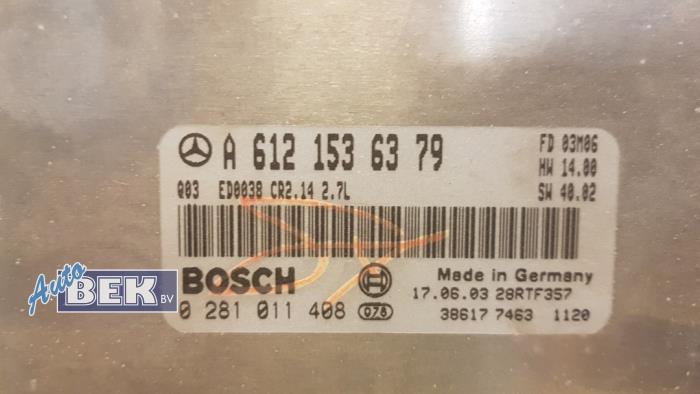 A 612 153 63 79
FD 03M06
HW 14.00
Q03 ED0038 CR2.14 2.7L
SW 40.02
BOSCH
Made in Germany
0 281 011 408 078
17.06.03 28RTF357
38617 7463 1120
Auto
BEK BV